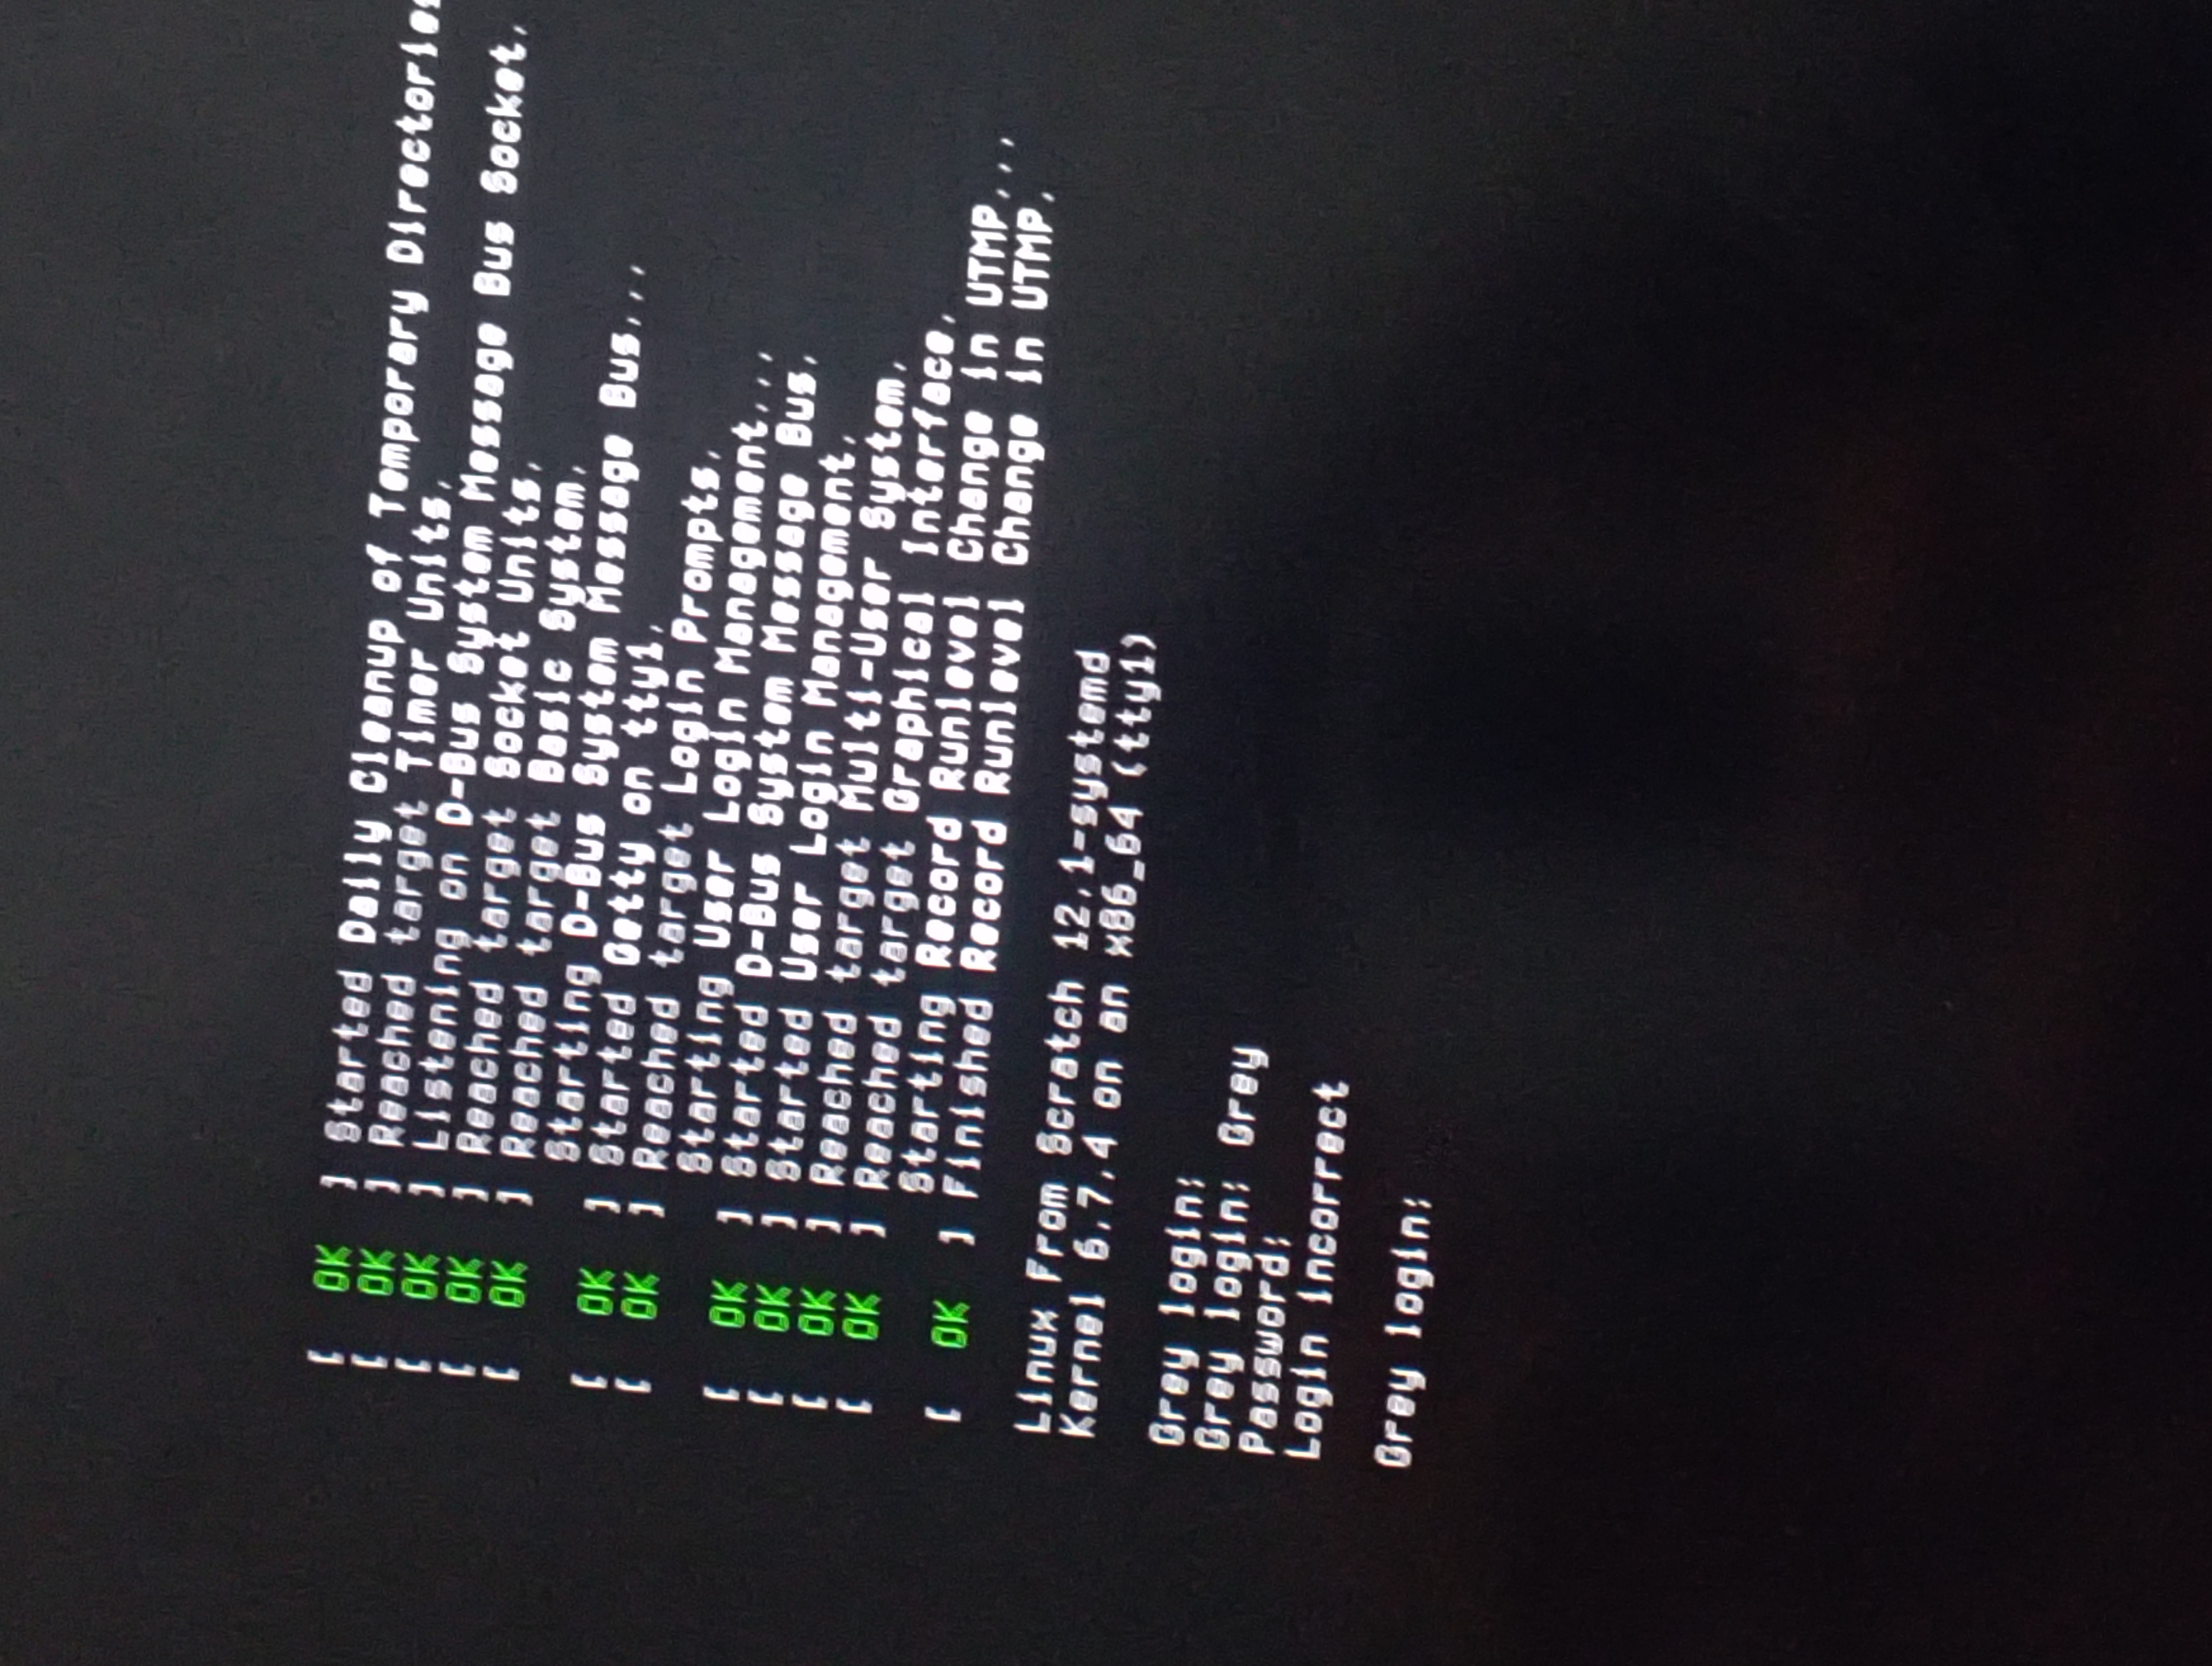 [ OK ] Started Daily Cleanup of Temporary Directories
[ OK ] Reached target Timer Units.
[ OK ] Listening on D-Bus System Message Bus Socket.
[ OK ] Reached target Socket Units.
[ OK ] Reached target Basic System.
Starting D-Bus System Message Bus...
[ OK ] Started Getty on tty1.
[ OK ] Reached target Login Prompts.
Starting User Login Management...
[ OK ] Started D-Bus System Message Bus.
[ OK ] Started User Login Management.
[ OK ] Reached target Multi-User System.
[ OK ] Reached target Graphical Interface.
Starting Record Runlevel Change in UTMP...
[ OK ] Finished Record Runlevel Change in UTMP.
Linux From Scratch 12.1-systemd
Kernel 6.7.4 on an x86_64 (tty1)
Grey login:
Grey login: Grey
Password:
Login incorrect
Grey login: